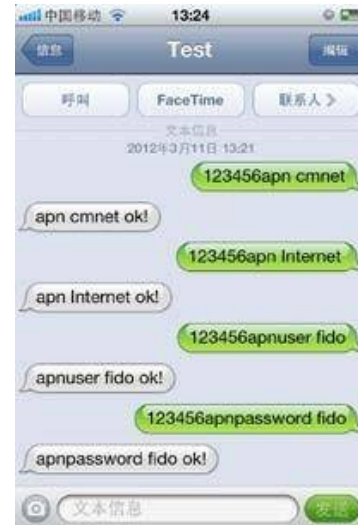 中国移动 13:24
信息 Test 编辑
呼叫 FaceTime 联系人 >
文本信息
2012年3月11日 13:21
123456apn cmnet
apn cmnet ok!
123456apn Internet
apn Internet ok!
123456apnuser fido
apnuser fido ok!
123456apnpassword fido
apnpassword fido ok!
文本信息 发送